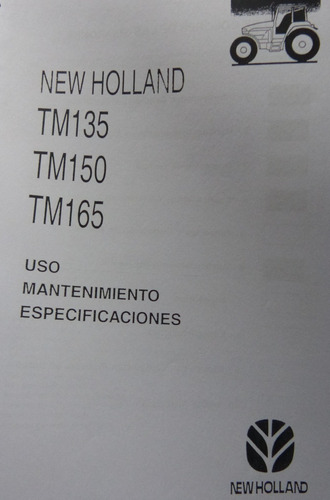 NEW HOLLAND
TM135
TM150
TM165
USO
MANTENIMIENTO
ESPECIFICACIONES
NEW HOLLAND